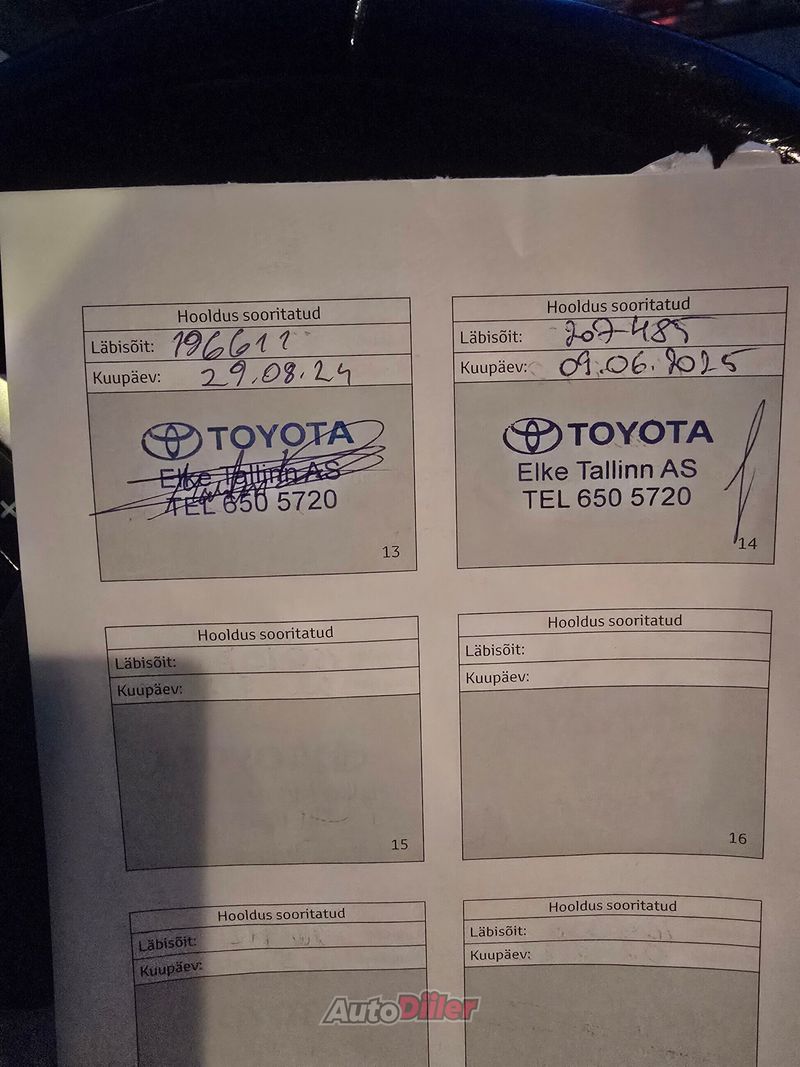 Hooldus sooritatud
Läbisõit: 196611
Kuupäev: 29.08.24
TOYOTA
Elke Tallinn AS
TEL 650 5720
13
Hooldus sooritatud
Läbisõit: 207485
Kuupäev: 09.06.2025
TOYOTA
Elke Tallinn AS
TEL 650 5720
14
Hooldus sooritatud
Läbisõit:
Kuupäev:
15
Hooldus sooritatud
Läbisõit:
Kuupäev:
16
Hooldus sooritatud
Läbisõit:
Kuupäev:
Hooldus sooritatud
Läbisõit:
Kuupäev:
AutoDiiler